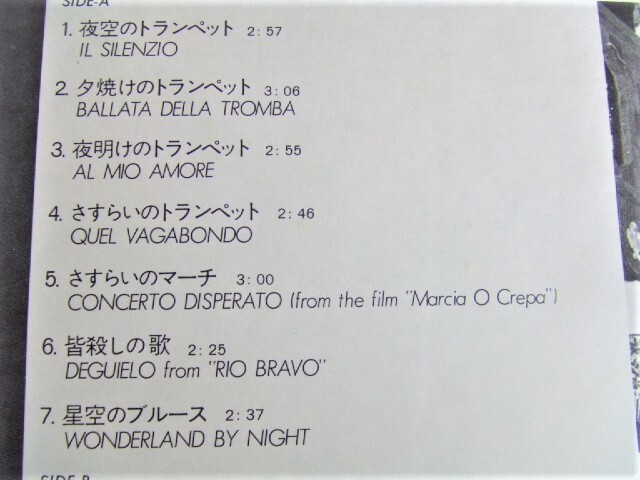 SIDE-A
1. 夜空のトランペット 2:57
IL SILENZIO
2. 夕焼けのトランペット 3:06
BALLATA DELLA TROMBA
3. 夜明けのトランペット 2:55
AL MIO AMORE
4. さすらいのトランペット 2:46
QUEL VAGABONDO
5. さすらいのマーチ 3:00
CONCERTO DISPERATO (from the film "Marcia O Crepa")
6. 皆殺しの歌 2:25
DEGUIELO from "RIO BRAVO"
7. 星空のブルース 2:37
WONDERLAND BY NIGHT
SIDE-B